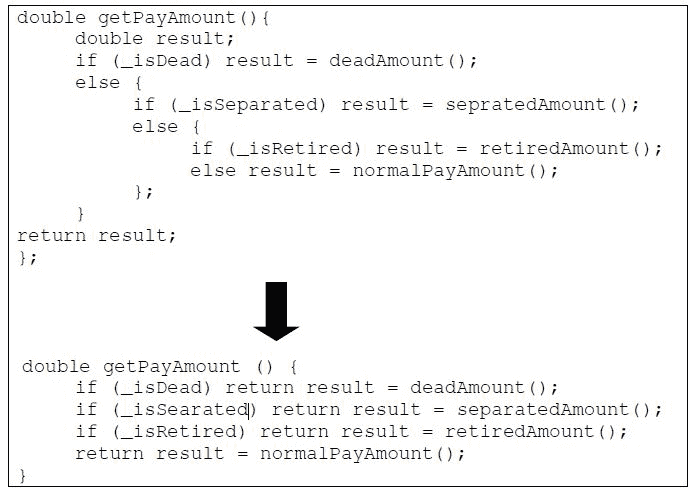 double getPayAmount(){
double result;
if (_isDead) result = deadAmount();
else {
if (_isSeparated) result = sepratedAmount();
else {
if (_isRetired) result = retiredAmount();
else result = normalPayAmount();
};
}
return result;
};
double getPayAmount () {
if (_isDead) return result = deadAmount();
if (_isSearated) return result = separatedAmount();
if (_isRetired) return result = retiredAmount();
return result = normalPayAmount();
}